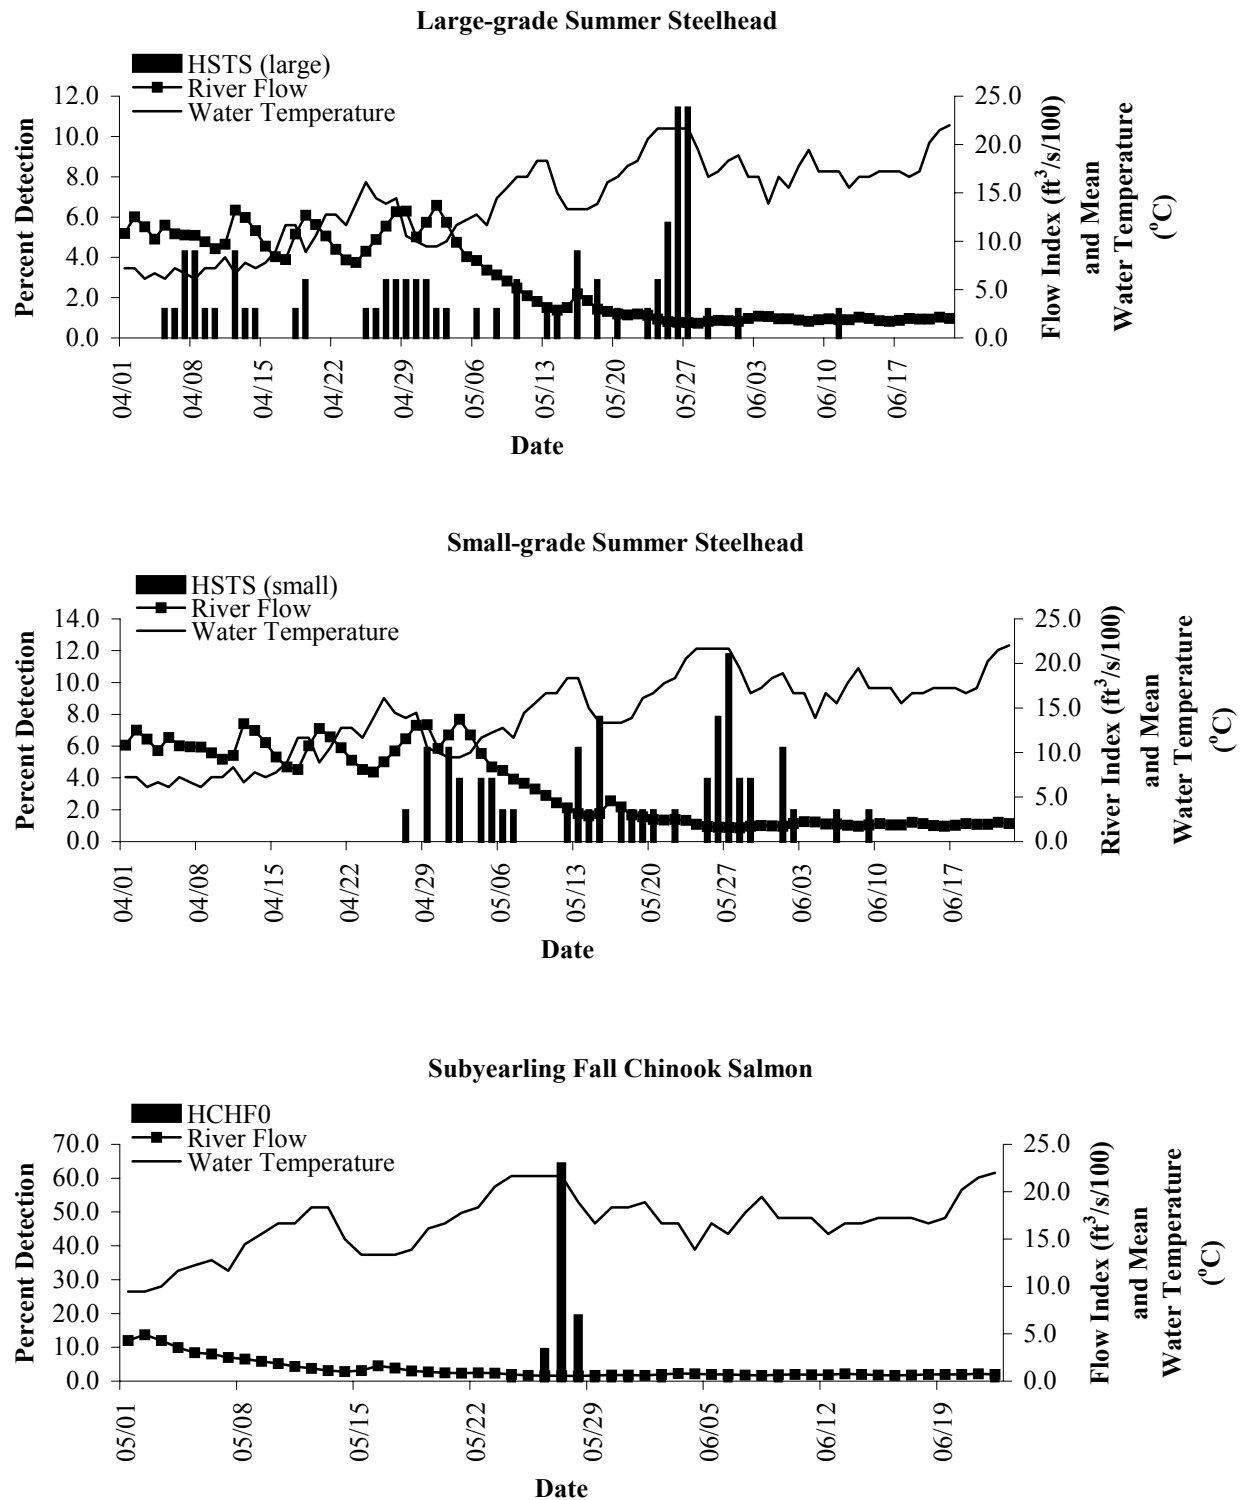 Large-grade Summer Steelhead
HSTS (large)
River Flow
Water Temperature
12.0
10.0
8.0
6.0
4.0
2.0
0.0
Percent Detection
25.0
20.0
15.0
10.0
5.0
0.0
Flow Index (ft³/s/100)
and Mean
Water Temperature
(°C)
04/01
04/08
04/15
04/22
04/29
05/06
05/13
05/20
05/27
06/03
06/10
06/17
Date
Small-grade Summer Steelhead
HSTS (small)
River Flow
Water Temperature
14.0
12.0
10.0
8.0
6.0
4.0
2.0
0.0
Percent Detection
25.0
20.0
15.0
10.0
5.0
0.0
River Index (ft³/s/100)
and Mean
Water Temperature
(°C)
04/01
04/08
04/15
04/22
04/29
05/06
05/13
05/20
05/27
06/03
06/10
06/17
Date
Subyearling Fall Chinook Salmon
HCHF0
River Flow
Water Temperature
70.0
60.0
50.0
40.0
30.0
20.0
10.0
0.0
Percent Detection
25.0
20.0
15.0
10.0
5.0
0.0
Flow Index (ft³/s/100)
and Mean
Water Temperature
(°C)
05/01
05/08
05/15
05/22
05/29
06/05
06/12
06/19
Date